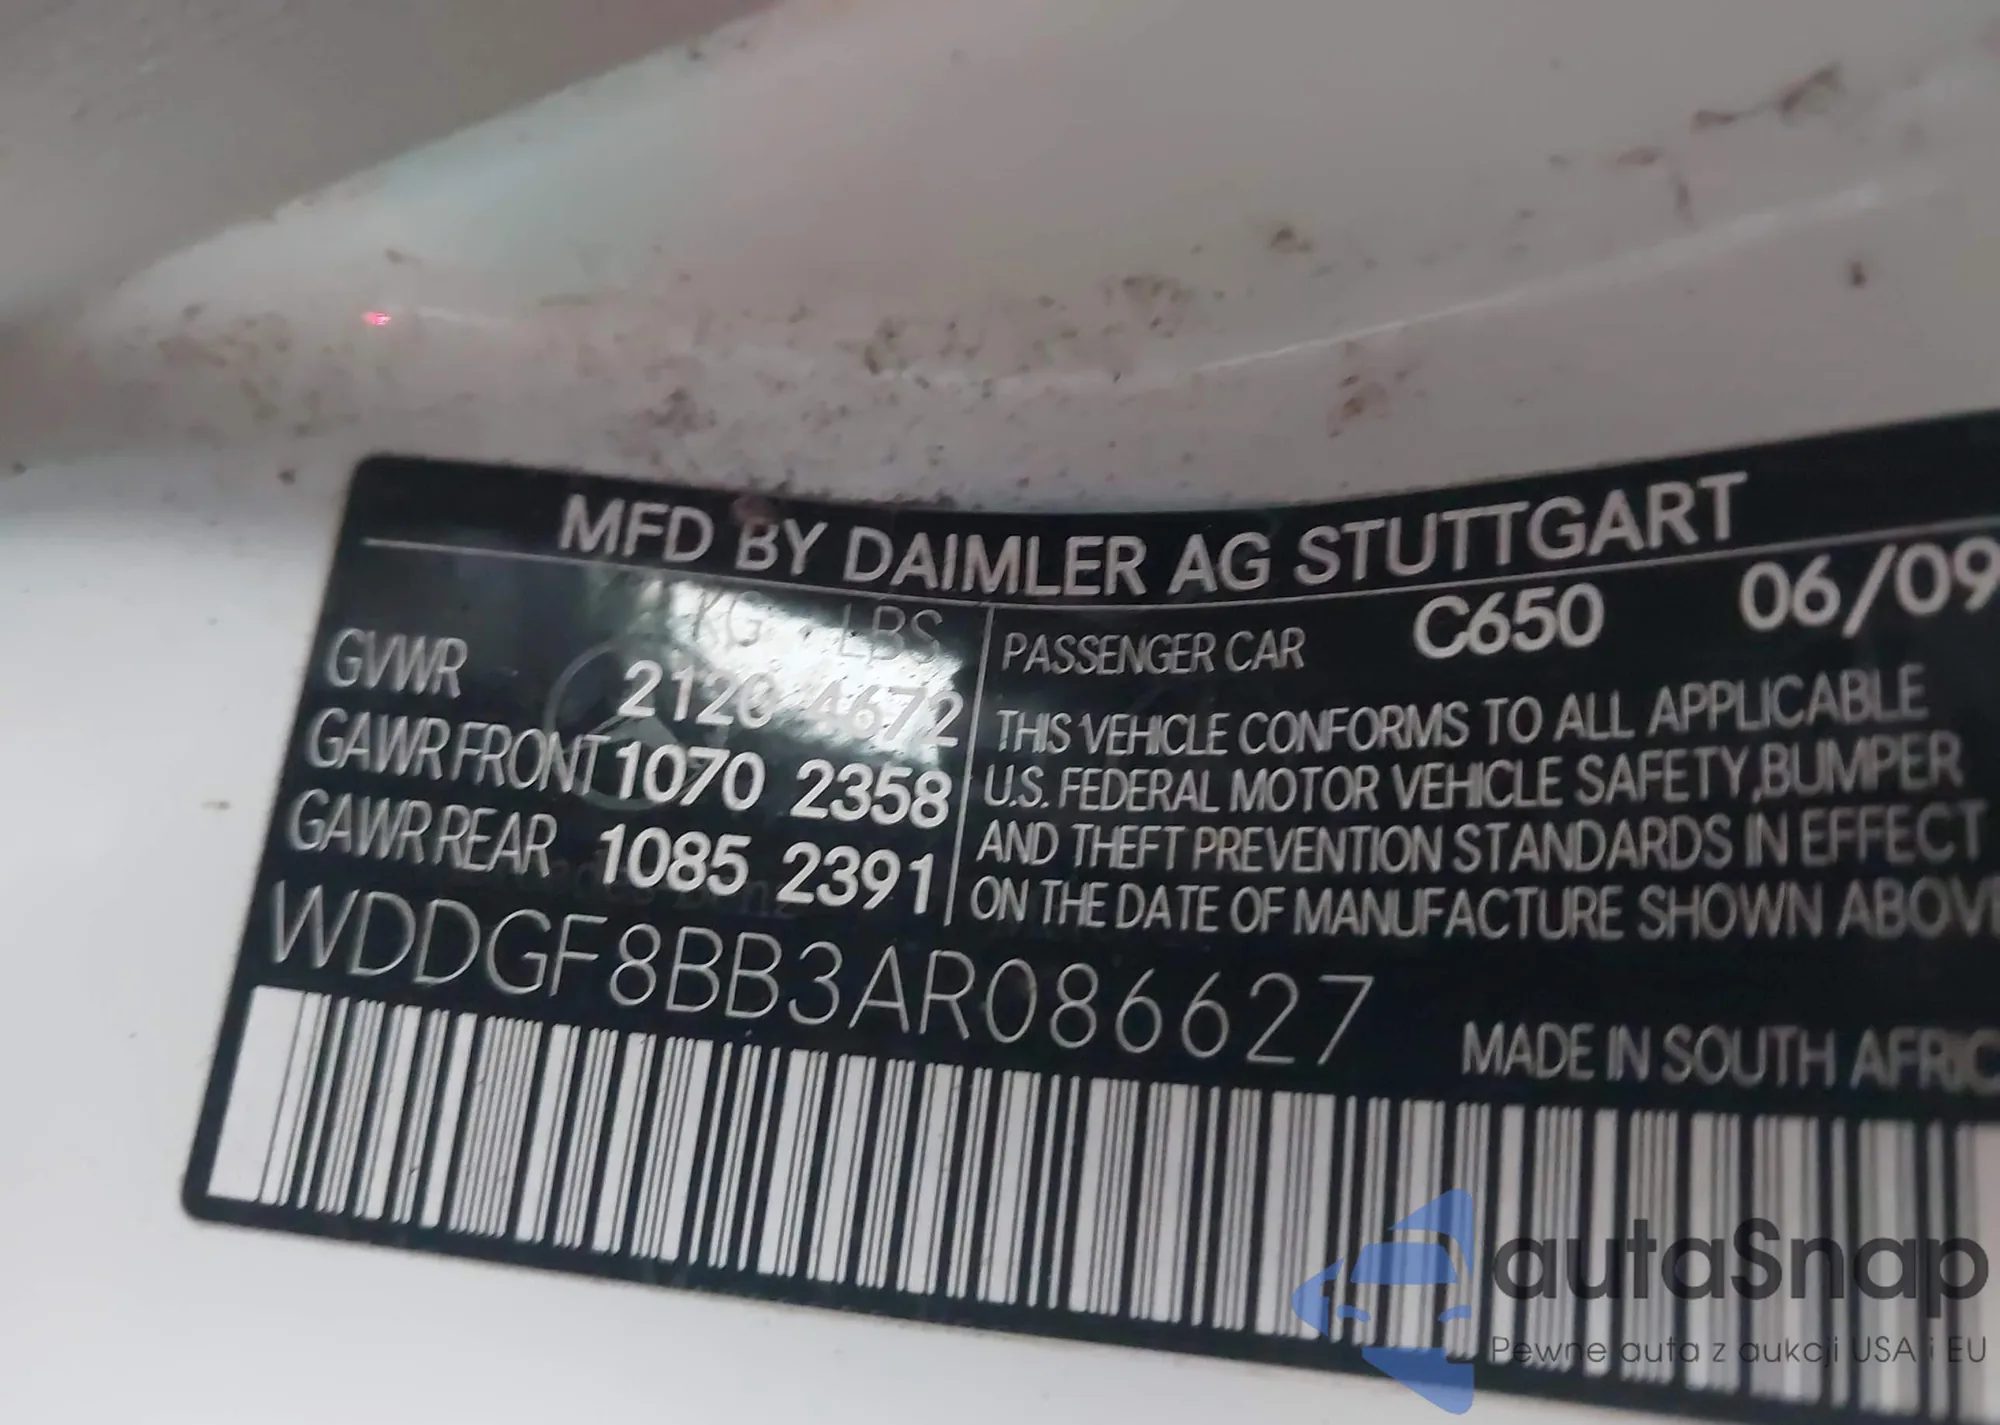 MFD BY DAIMLER AG STUTTGART
KG LBS
GVWR 2120 4672
GAWR FRONT 1070 2358
GAWR REAR 1085 2391
PASSENGER CAR C650 06/09
THIS VEHICLE CONFORMS TO ALL APPLICABLE
U.S. FEDERAL MOTOR VEHICLE SAFETY, BUMPER
AND THEFT PREVENTION STANDARDS IN EFFECT
ON THE DATE OF MANUFACTURE SHOWN ABOVE
WDDGF8BB3AR086627
MADE IN SOUTH AFRIC
autaSnap
Pewne auta z aukcji USA i EU